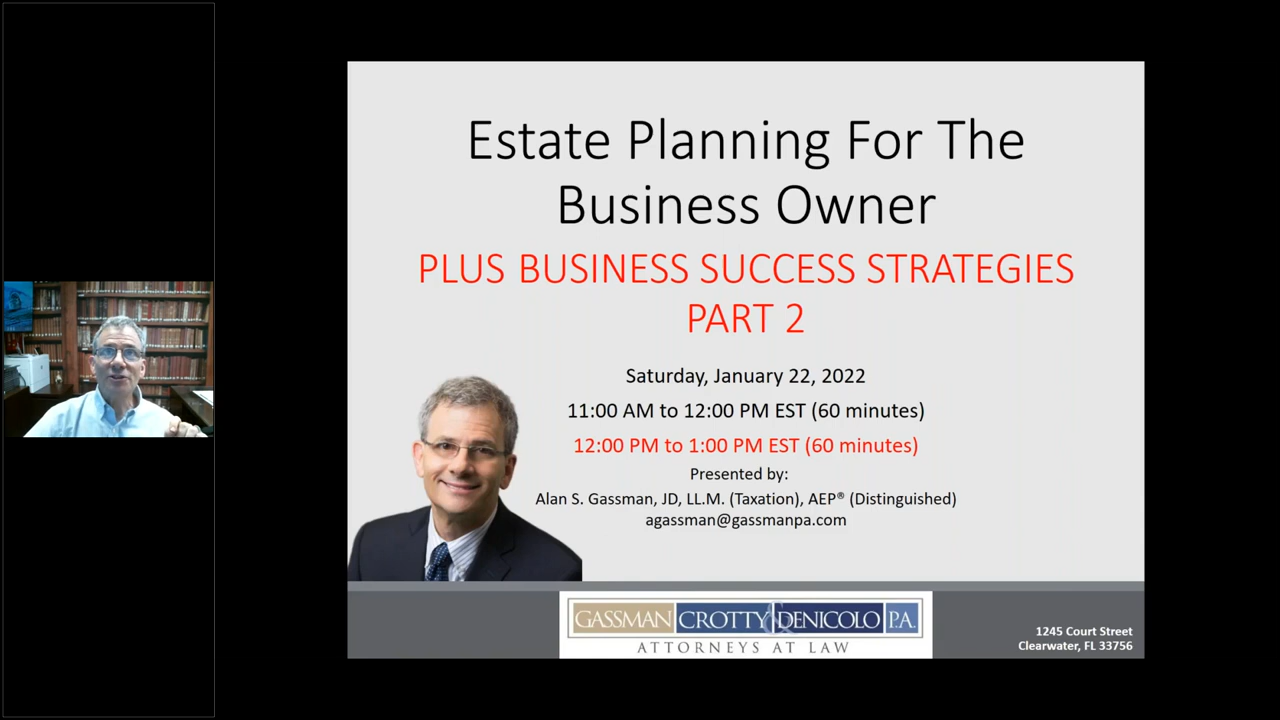 Estate Planning For The
Business Owner
PLUS BUSINESS SUCCESS STRATEGIES
PART 2
Saturday, January 22, 2022
11:00 AM to 12:00 PM EST (60 minutes)
12:00 PM to 1:00 PM EST (60 minutes)
Presented by:
Alan S. Gassman, JD, LL.M. (Taxation), AEP® (Distinguished)
agassman@gassmanpa.com
GASSMAN CROTTY & DENICOLO P.A.
ATTORNEYS AT LAW
1245 Court Street
Clearwater, FL 33756